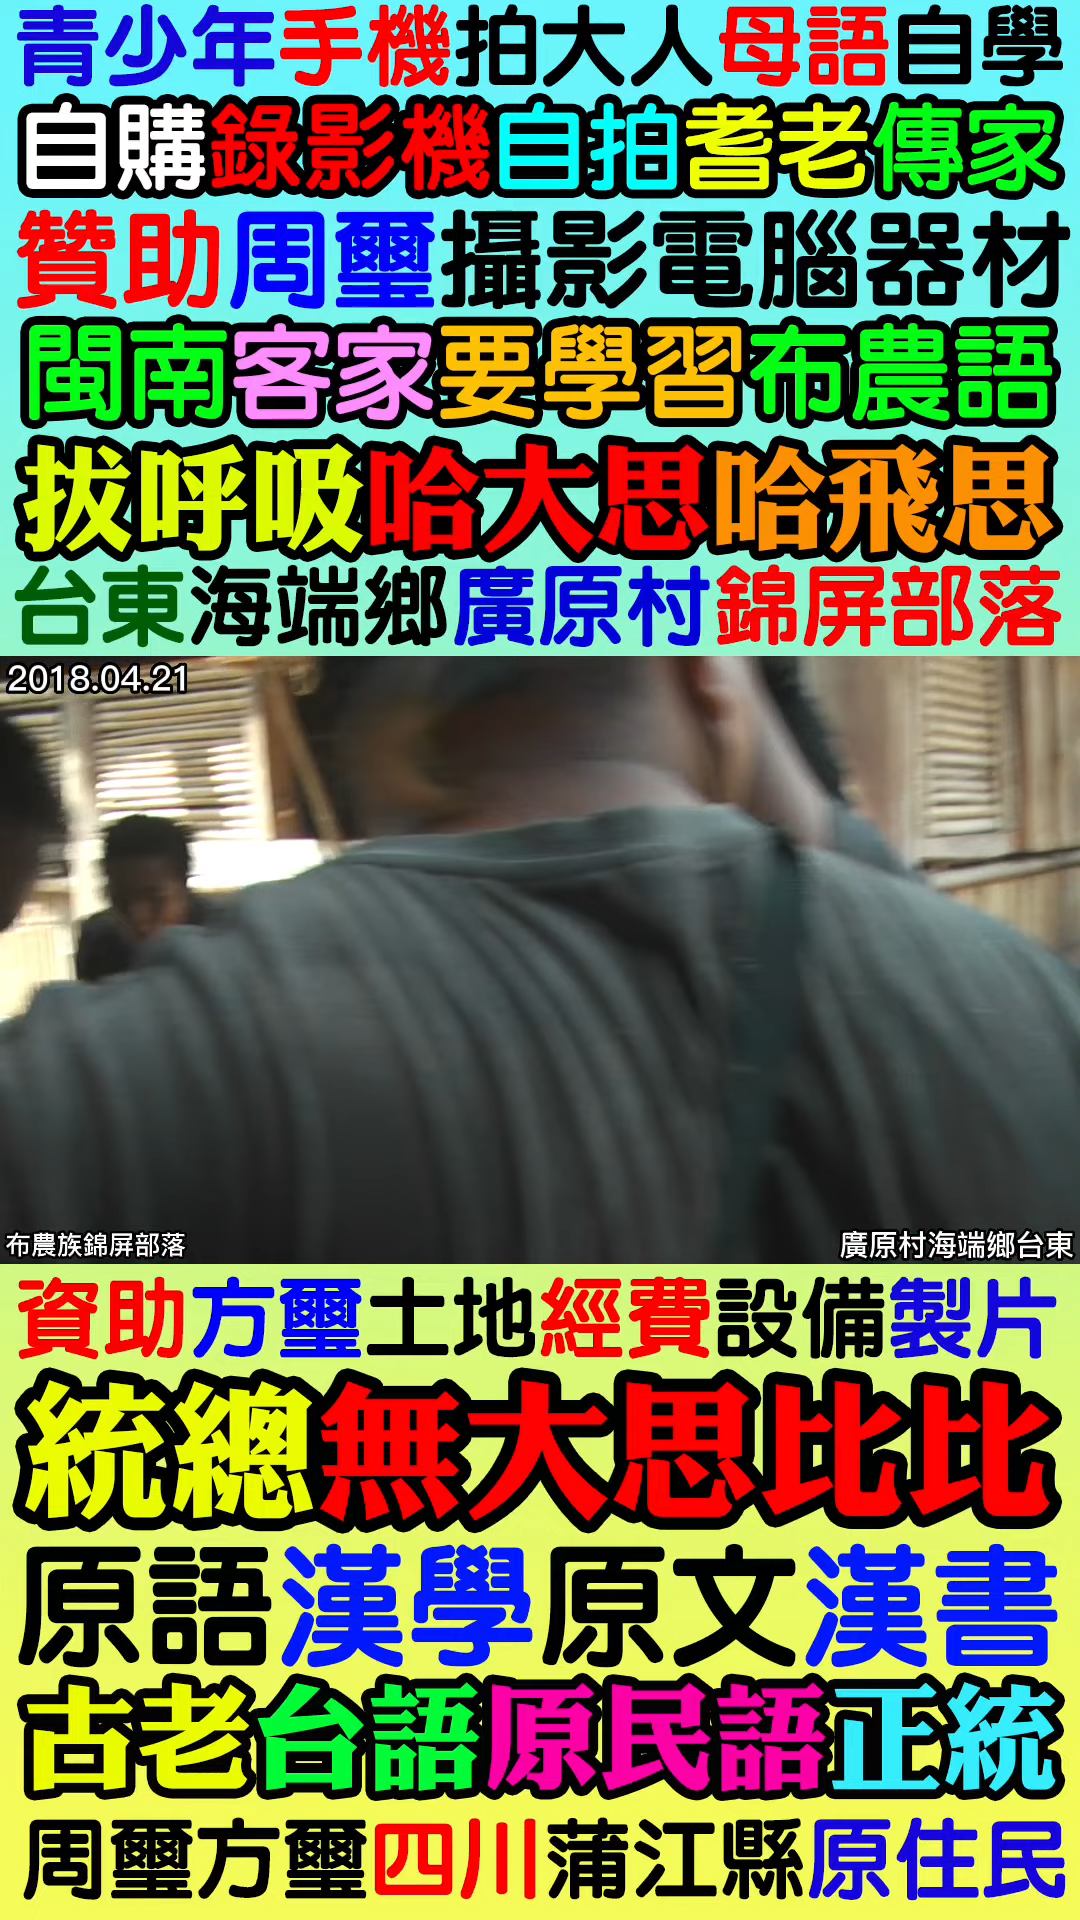 青少年手機拍大人母語自學
自購錄影機自拍耆老傳家
贊助周璽攝影電腦器材
閩南客家要學習布農語
拔呼吸哈大思哈飛思
台東海端鄉廣原村錦屏部落
2018.04.21
布農族錦屏部落
廣原村海端鄉台東
資助方璽土地經費設備製片
統總無大思比比
原語漢學原文漢書
古老台語原民語正統
周璽方璽四川蒲江縣原住民